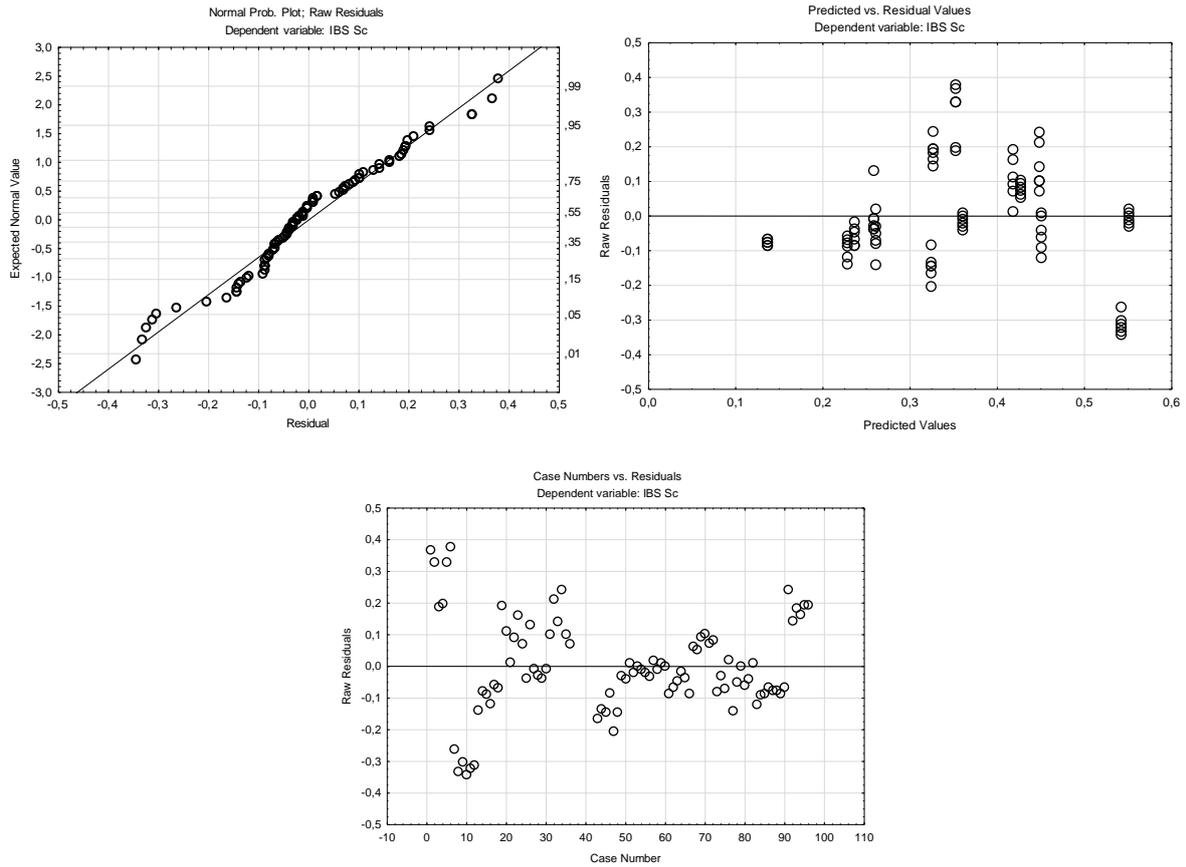 Normal Prob. Plot; Raw Residuals
Dependent variable: IBS Sc
3,0
2,5
2,0
1,5
1,0
0,5
0,0
-0,5
-1,0
-1,5
-2,0
-2,5
-3,0
Expected Normal Value
,99
,95
,75
,55
,35
,15
,05
,01
-0,5 -0,4 -0,3 -0,2 -0,1 0,0 0,1 0,2 0,3 0,4 0,5
Residual
Predicted vs. Residual Values
Dependent variable: IBS Sc
0,5
0,4
0,3
0,2
0,1
0,0
-0,1
-0,2
-0,3
-0,4
-0,5
Raw Residuals
0,0 0,1 0,2 0,3 0,4 0,5 0,6
Predicted Values
Case Numbers vs. Residuals
Dependent variable: IBS Sc
0,5
0,4
0,3
0,2
0,1
0,0
-0,1
-0,2
-0,3
-0,4
-0,5
Raw Residuals
-10 0 10 20 30 40 50 60 70 80 90 100 110
Case Number